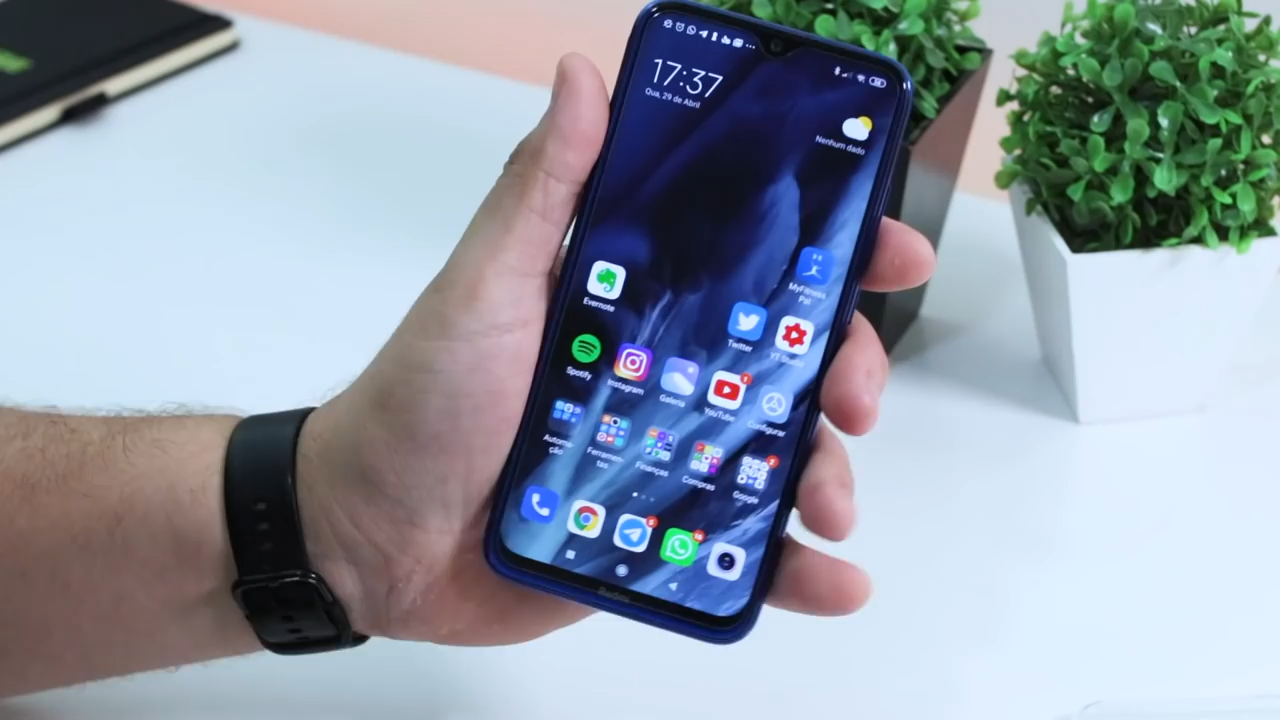 17:37
Qua, 29 de Abril
Nenhum dado
MyFitness
Pal
Evernote
Twitter
YT Studio
Spotify
Instagram
Galeria
YouTube
Configurar
Automa-
ção
Ferramen-
tas
Finanças
Compras
Google
Redmi